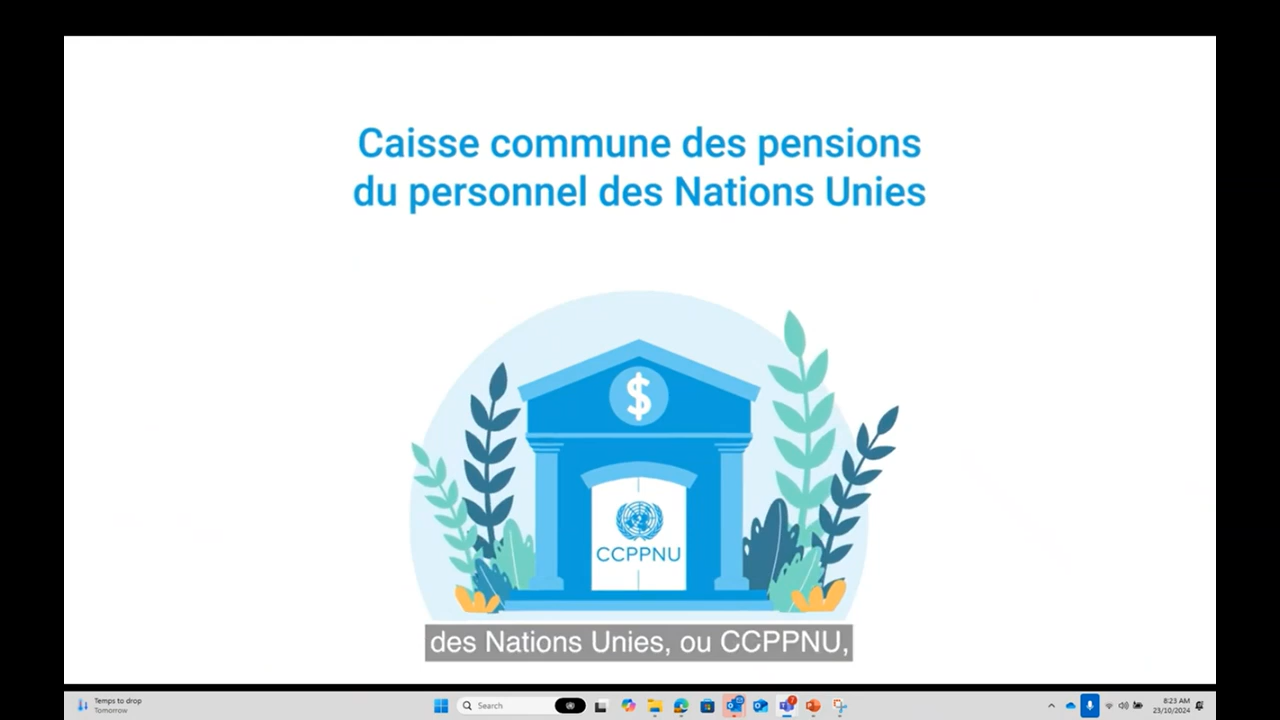 Caisse commune des pensions
du personnel des Nations Unies
$
CCPPNU
des Nations Unies, ou CCPPNU,
Temps to drop
Tomorrow
Search
8:23 AM
23/10/2024